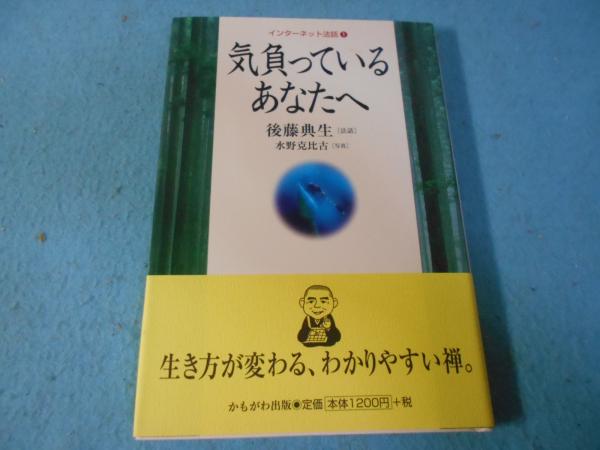 インターネット法話❶
気負っている
あなたへ
後藤典生［法話］
水野克比古［写真］
生き方が変わる、わかりやすい禅。
かもがわ出版◉定価 本体1200円+税